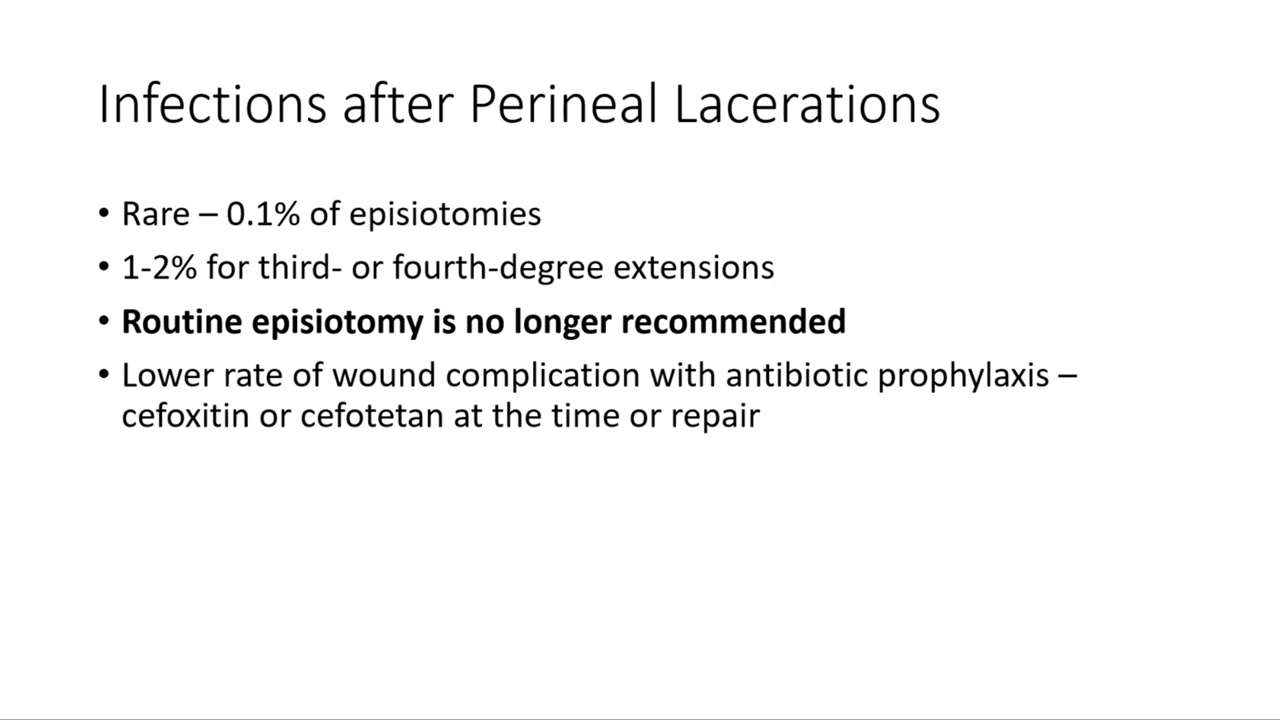 Infections after Perineal Lacerations
• Rare – 0.1% of episiotomies
• 1-2% for third- or fourth-degree extensions
• Routine episiotomy is no longer recommended
• Lower rate of wound complication with antibiotic prophylaxis –
cefoxitin or cefotetan at the time or repair